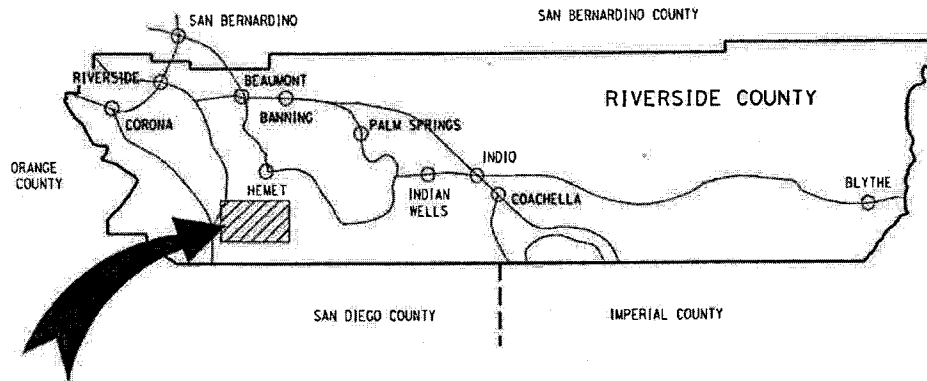 SAN BERNARDINO
SAN BERNARDINO COUNTY
RIVERSIDE
BEAUMONT
RIVERSIDE COUNTY
CORONA
BANNING
PALM SPRINGS
ORANGE
COUNTY
HEMET
INDIO
INDIAN
WELLS
COACHELLA
BLYTHE
SAN DIEGO COUNTY
IMPERIAL COUNTY